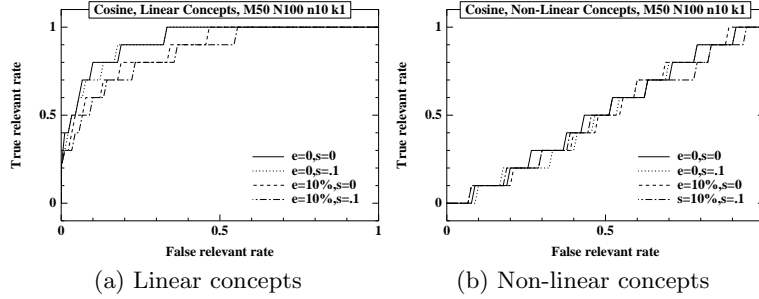 Cosine, Linear Concepts, M50 N100 n10 k1
True relevant rate
1
0.5
0
e=0,s=0
e=0,s=.1
e=10%,s=0
e=10%,s=.1
0
0.5
1
False relevant rate
(a) Linear concepts
Cosine, Non-Linear Concepts, M50 N100 n10 k1
True relevant rate
1
0.5
0
e=0,s=0
e=0,s=.1
e=10%,s=0
s=10%,s=.1
0
0.5
False relevant rate
(b) Non-linear concepts